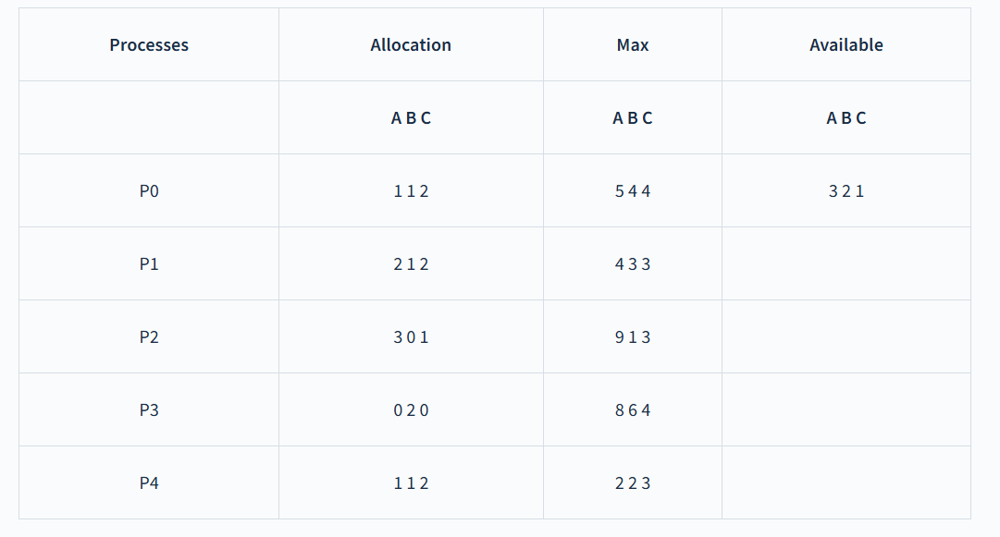 Processes Allocation Max Available
A B C A B C A B C
P0 1 1 2 5 4 4 3 2 1
P1 2 1 2 4 3 3
P2 3 0 1 9 1 3
P3 0 2 0 8 6 4
P4 1 1 2 2 2 3